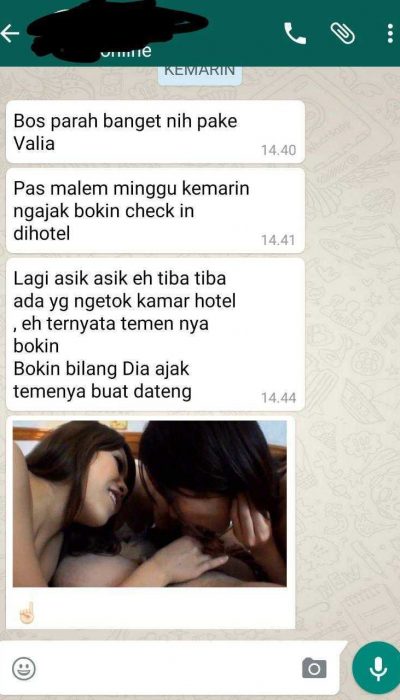 online
KEMARIN
Bos parah banget nih pake
Valia
14.40
Pas malem minggu kemarin
ngajak bokin check in
dihotel
14.41
Lagi asik asik eh tiba tiba
ada yg ngetok kamar hotel
, eh ternyata temen nya
bokin
Bokin bilang Dia ajak
temenya buat dateng
14.44